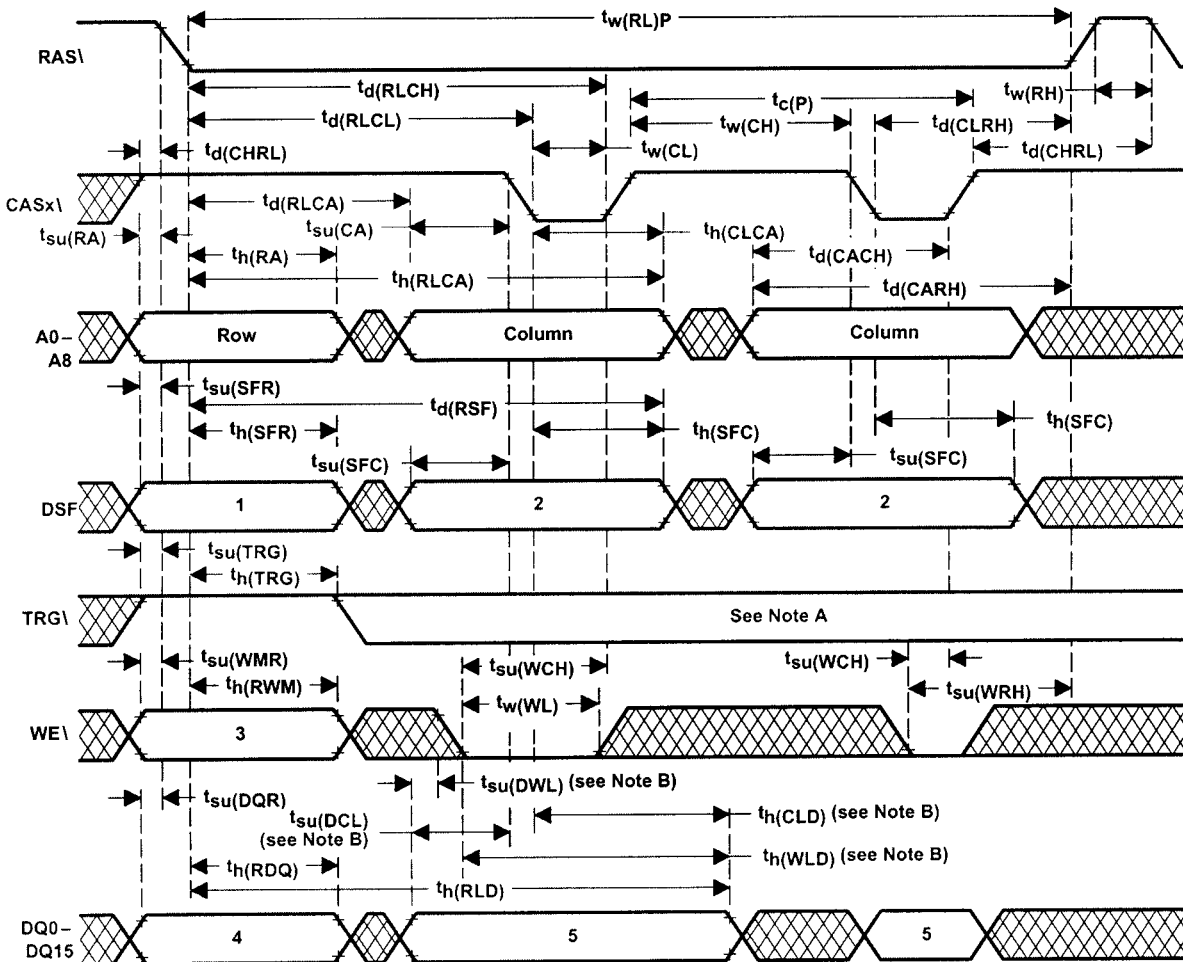 tw(RL)P
RAS\
td(RLCH)
tc(P)
tw(RH)
td(RLCL)
tw(CH)
td(CLRH)
td(CHRL)
tw(CL)
td(CHRL)
CASx\
td(RLCA)
tsu(RA)
tsu(CA)
th(CLCA)
th(RA)
td(CACH)
th(RLCA)
td(CARH)
A0–
A8
Row
Column
Column
tsu(SFR)
td(RSF)
th(SFR)
th(SFC)
th(SFC)
tsu(SFC)
tsu(SFC)
DSF
1
2
2
tsu(TRG)
th(TRG)
TRG\
See Note A
tsu(WMR)
tsu(WCH)
tsu(WCH)
th(RWM)
tw(WL)
tsu(WRH)
WE\
3
tsu(DWL) (see Note B)
tsu(DQR)
tsu(DCL)
(see Note B)
th(CLD) (see Note B)
th(WLD) (see Note B)
th(RDQ)
th(RLD)
DQ0–
DQ15
4
5
5